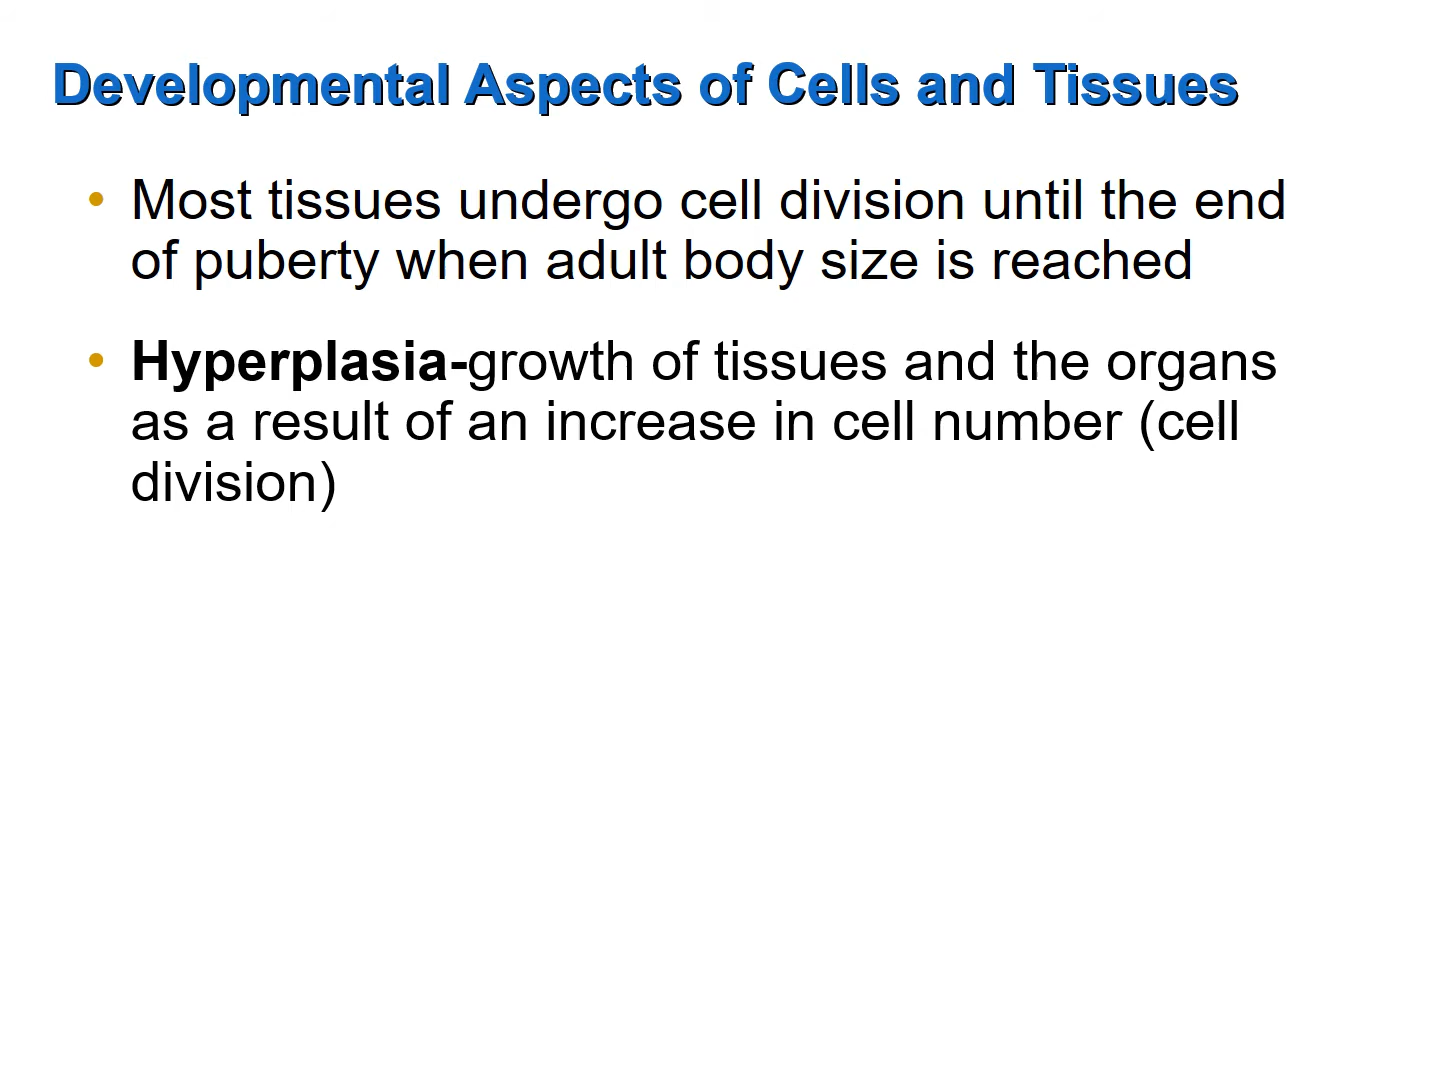 Developmental Aspects of Cells and Tissues
• Most tissues undergo cell division until the end
of puberty when adult body size is reached
• Hyperplasia-growth of tissues and the organs
as a result of an increase in cell number (cell
division)